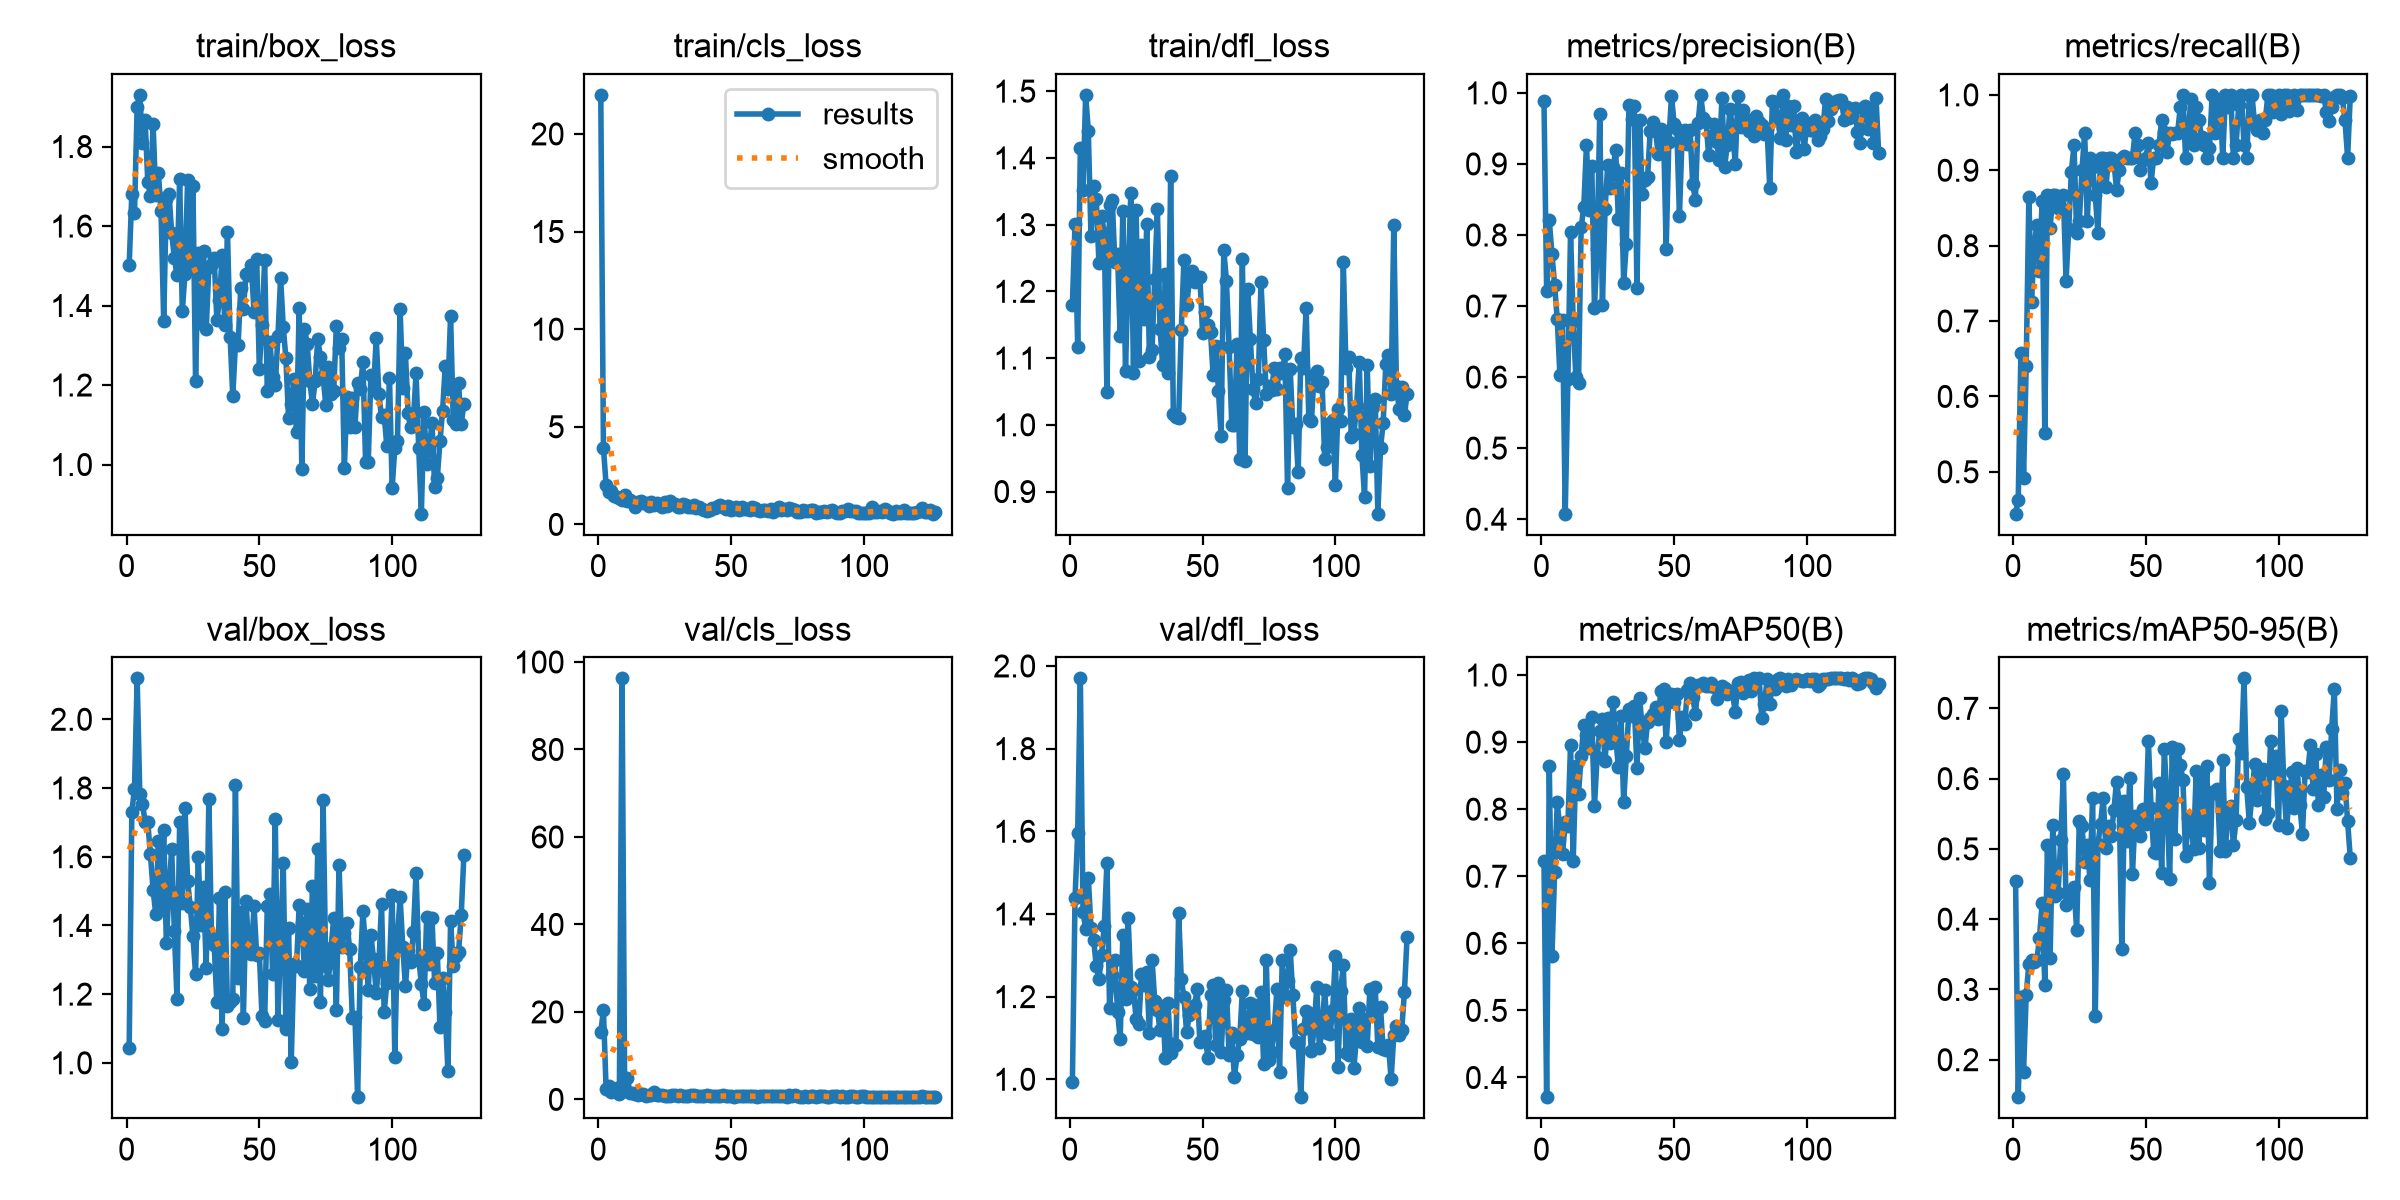 train/box_loss
1.8
1.6
1.4
1.2
1.0
0 50 100
train/cls_loss
results
smooth
20
15
10
5
0
0 50 100
train/dfl_loss
1.5
1.4
1.3
1.2
1.1
1.0
0.9
0 50 100
metrics/precision(B)
1.0
0.9
0.8
0.7
0.6
0.5
0.4
0 50 100
metrics/recall(B)
1.0
0.9
0.8
0.7
0.6
0.5
0 50 100
val/box_loss
2.0
1.8
1.6
1.4
1.2
1.0
0 50 100
val/cls_loss
100
80
60
40
20
0
0 50 100
val/dfl_loss
2.0
1.8
1.6
1.4
1.2
1.0
0 50 100
metrics/mAP50(B)
1.0
0.9
0.8
0.7
0.6
0.5
0.4
0 50 100
metrics/mAP50-95(B)
0.7
0.6
0.5
0.4
0.3
0.2
0 50 100